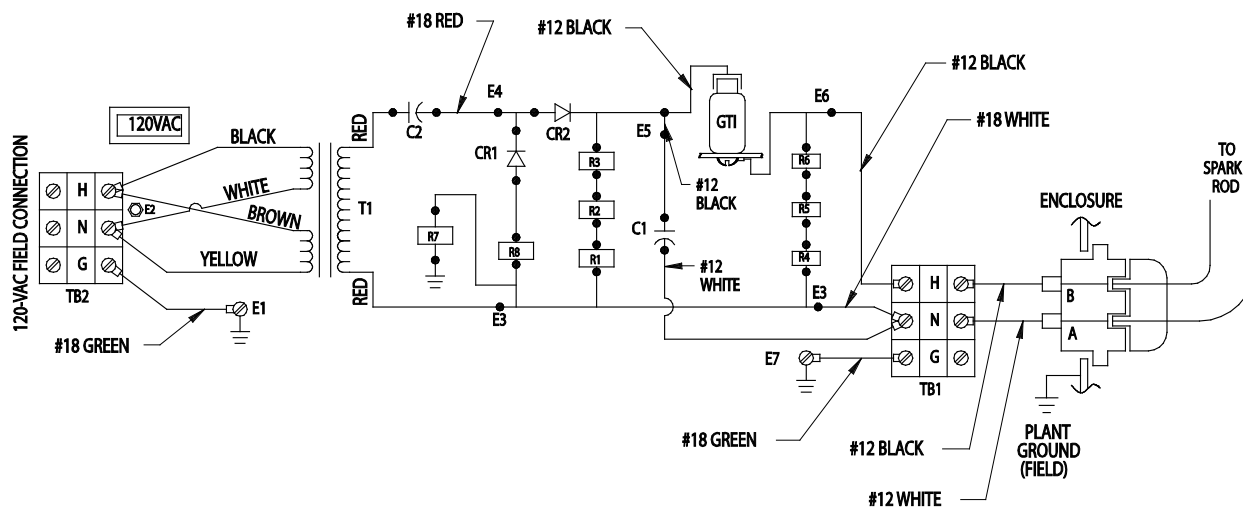 #18 RED
#12 BLACK
#12 BLACK
#18 WHITE
120VAC
BLACK
WHITE
BROWN
YELLOW
120-VAC FIELD CONNECTION
H
N
G
E2
TB2
E1
#18 GREEN
RED
T1
RED
C2
E4
CR1
CR2
R7
R8
E3
R3
R2
R1
E5
#12
BLACK
C1
#12
WHITE
GTI
E6
R6
R5
R4
E3
H
N
G
TB1
E7
#18 GREEN
#12 BLACK
#12 WHITE
ENCLOSURE
B
A
TO
SPARK
ROD
PLANT
GROUND
(FIELD)